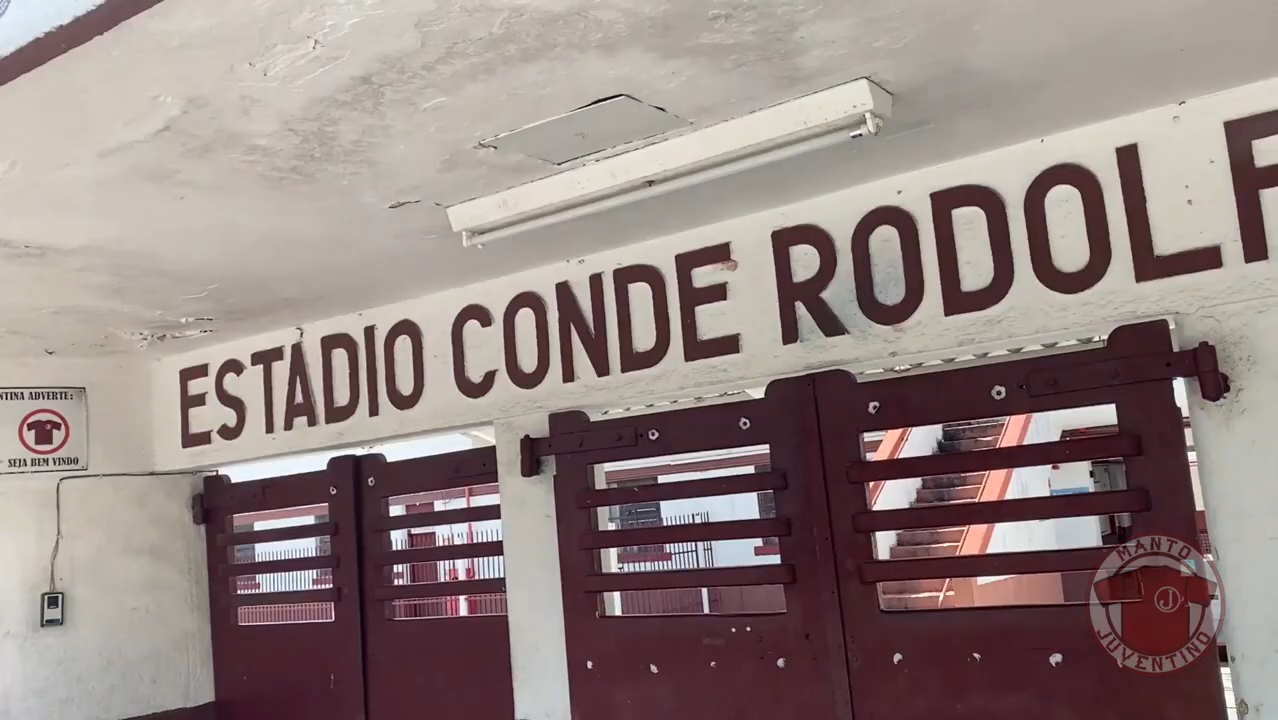 ESTADIO CONDE RODOLF
NTINA ADVERTE:
SEJA BEM VINDO
MANTO
J
JUVENTINO